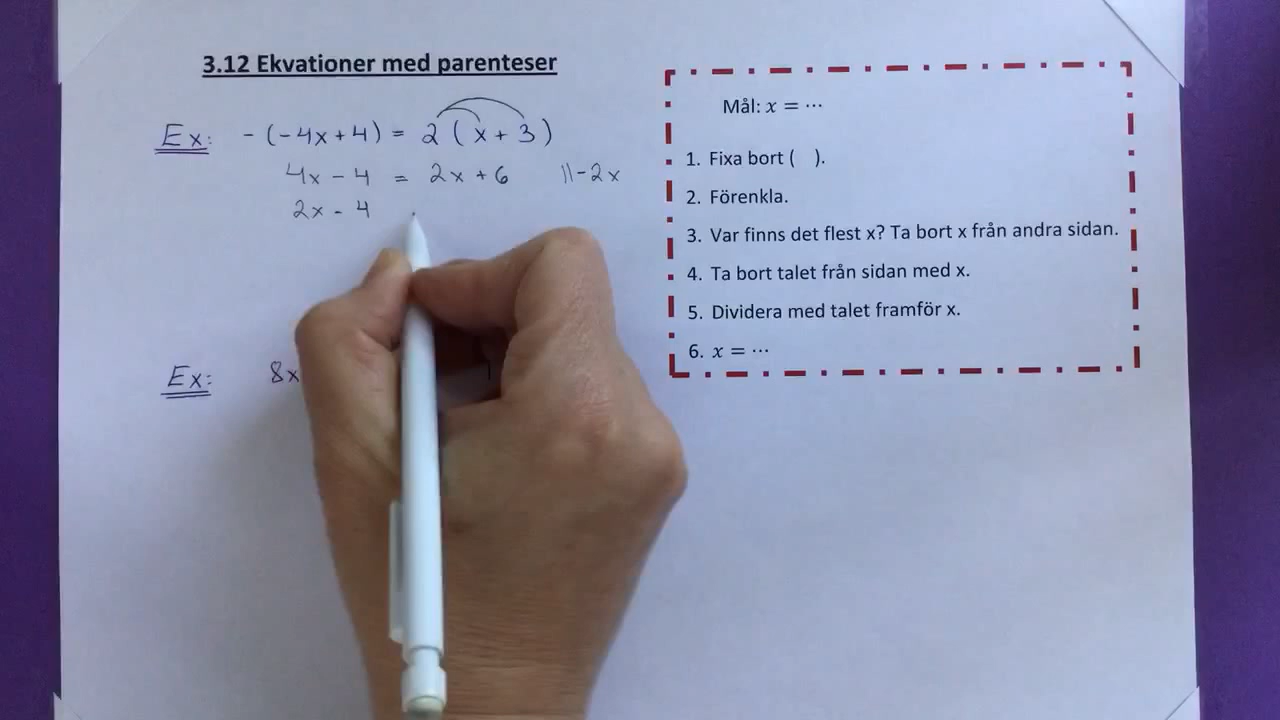 3.12 Ekvationer med parenteser
Ex: -(-4x+4) = 2(x+3)
4x - 4 = 2x + 6 ||-2x
2x - 4
Ex: 8x
Mål: x = ⋯
1. Fixa bort ( ).
2. Förenkla.
3. Var finns det flest x? Ta bort x från andra sidan.
4. Ta bort talet från sidan med x.
5. Dividera med talet framför x.
6. x = ⋯